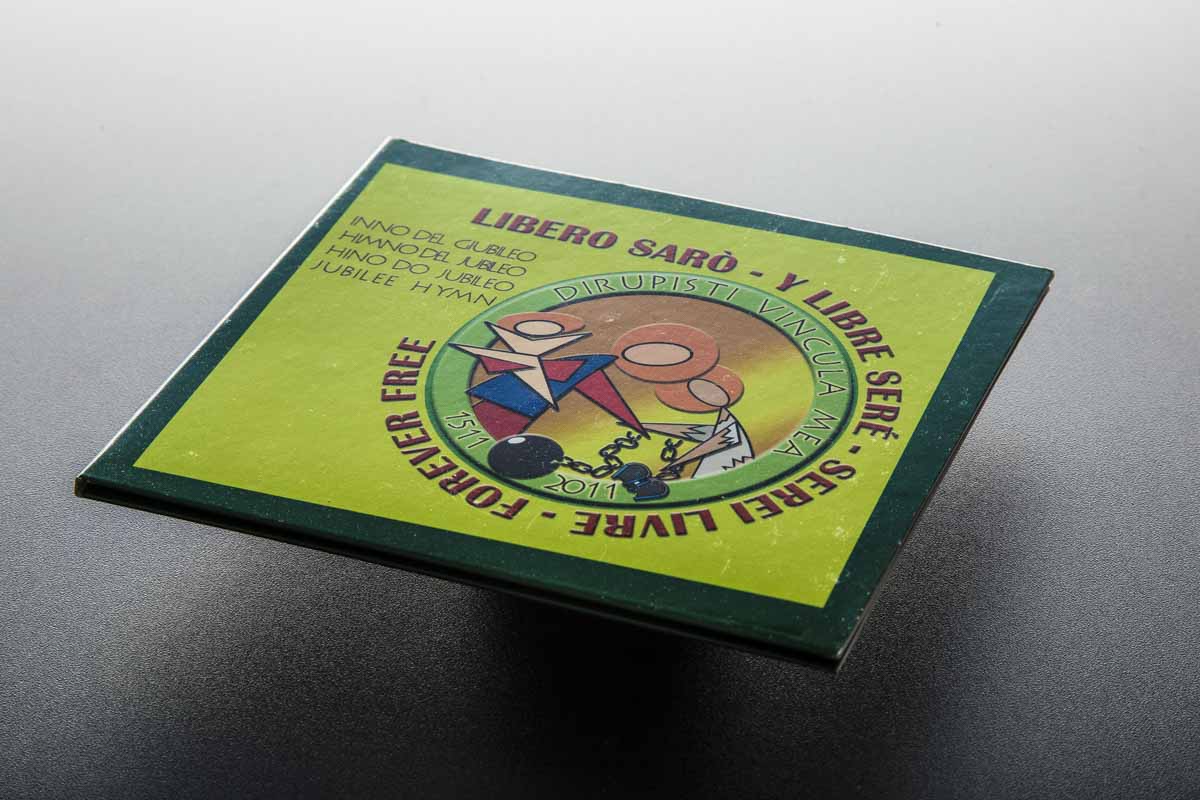 INNO DEL GIUBILEO
HIMNO DEL JUBILEO
HINO DO JUBILEO
JUBILEE HYMN
LIBERO SARÒ - Y LIBRE SERÉ - SEREI LIVRE - FOREVER FREE
DIRUPISTI VINCULA MEA
1511
2011